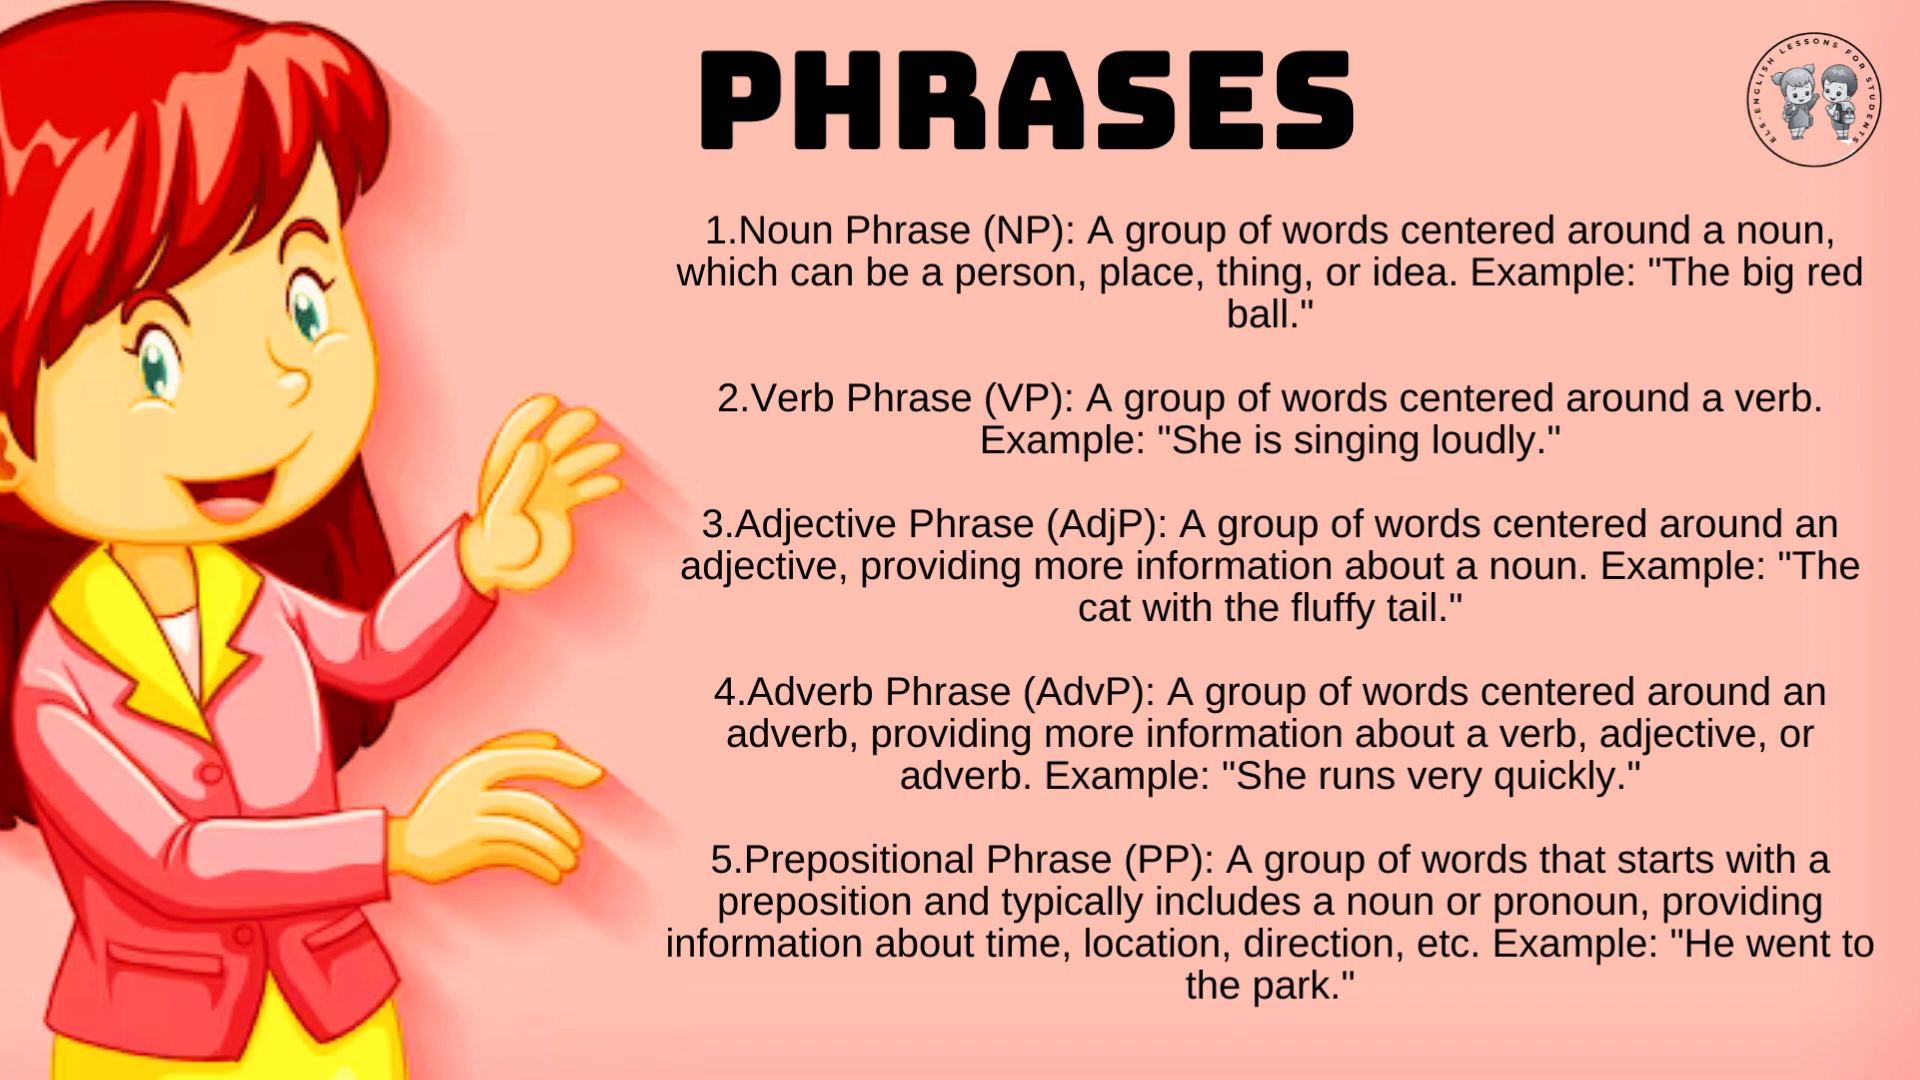 PHRASES
ELS-ENGLISH LESSONS FOR STUDENTS
1.Noun Phrase (NP): A group of words centered around a noun,
which can be a person, place, thing, or idea. Example: "The big red
ball."
2.Verb Phrase (VP): A group of words centered around a verb.
Example: "She is singing loudly."
3.Adjective Phrase (AdjP): A group of words centered around an
adjective, providing more information about a noun. Example: "The
cat with the fluffy tail."
4.Adverb Phrase (AdvP): A group of words centered around an
adverb, providing more information about a verb, adjective, or
adverb. Example: "She runs very quickly."
5.Prepositional Phrase (PP): A group of words that starts with a
preposition and typically includes a noun or pronoun, providing
information about time, location, direction, etc. Example: "He went to
the park."